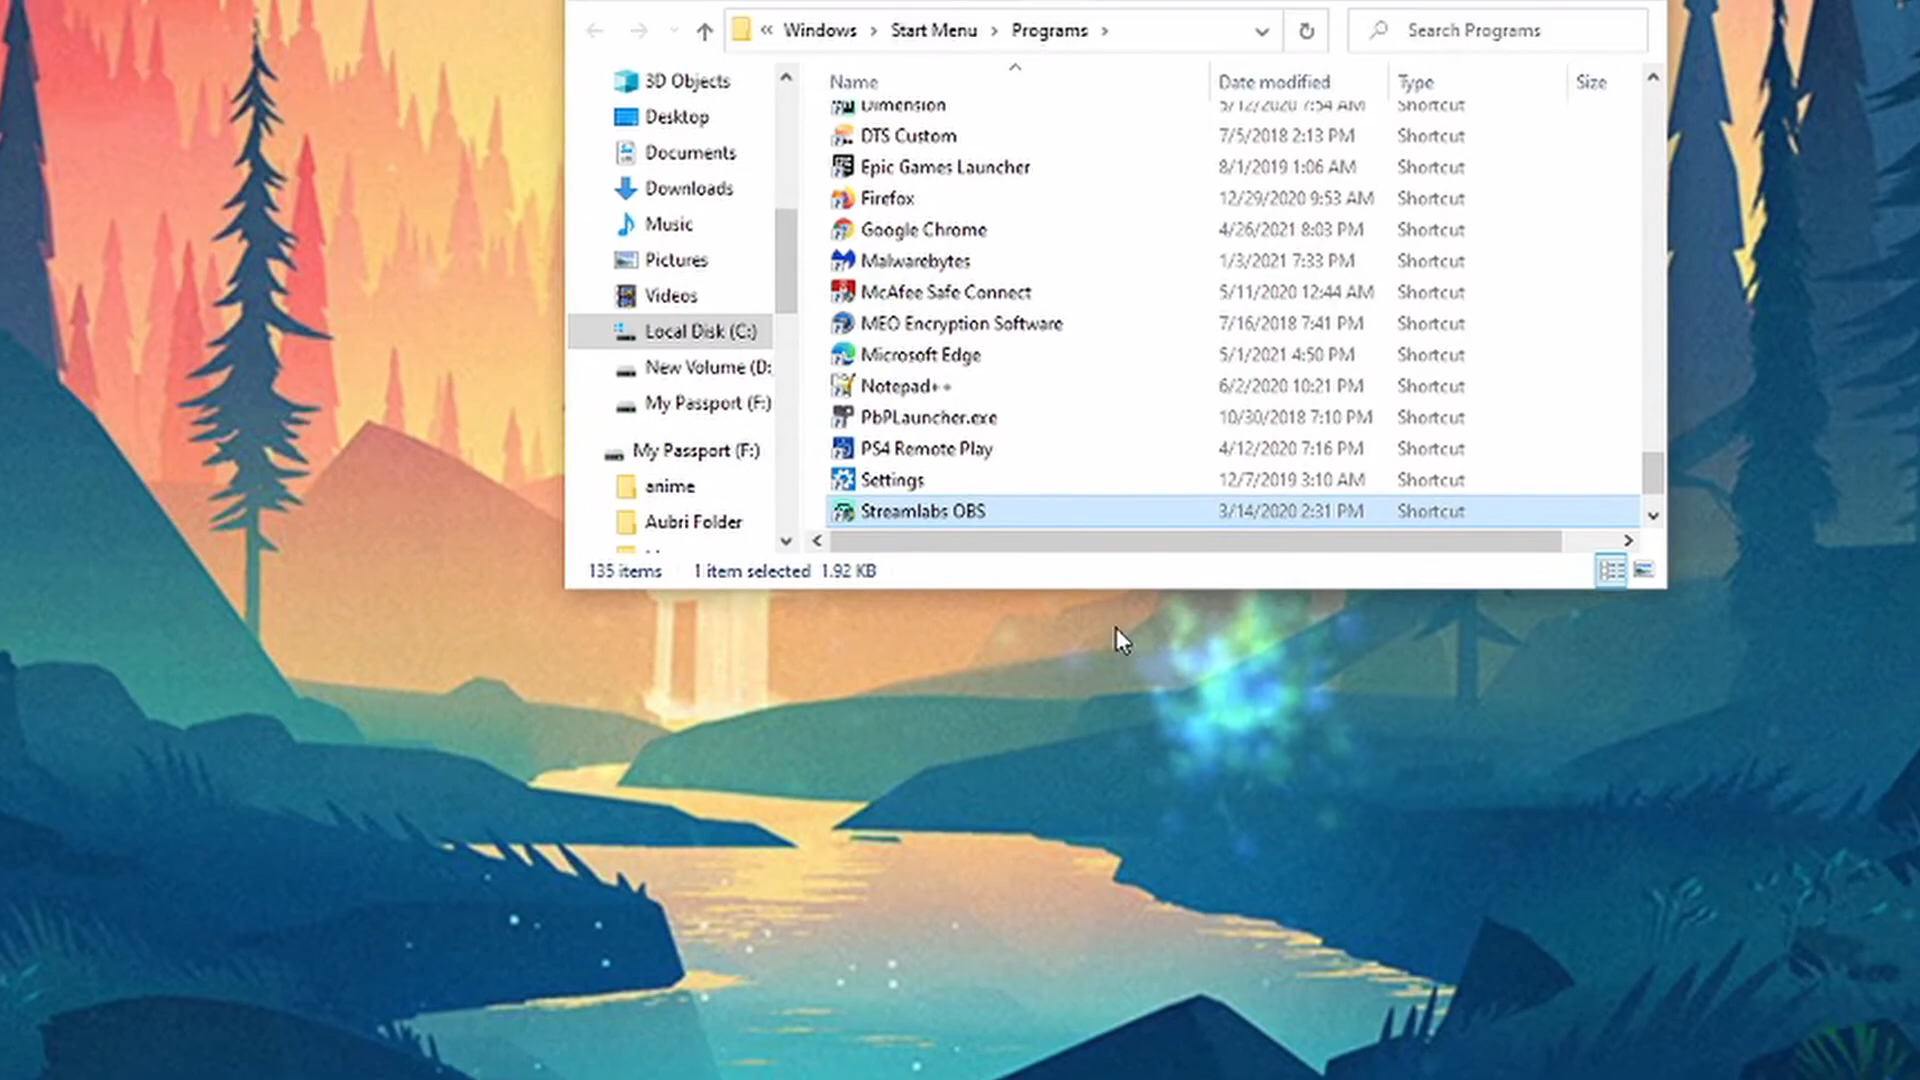 « Windows › Start Menu › Programs ›
Search Programs
3D Objects
Desktop
Documents
Downloads
Music
Pictures
Videos
Local Disk (C:)
New Volume (D:
My Passport (F:)
My Passport (F:)
anime
Aubri Folder
Name Date modified Type Size
Dimension 5/12/2020 7:54 AM Shortcut
DTS Custom 7/5/2018 2:13 PM Shortcut
Epic Games Launcher 8/1/2019 1:06 AM Shortcut
Firefox 12/29/2020 9:53 AM Shortcut
Google Chrome 4/26/2021 8:03 PM Shortcut
Malwarebytes 1/3/2021 7:33 PM Shortcut
McAfee Safe Connect 5/11/2020 12:44 AM Shortcut
MEO Encryption Software 7/16/2018 7:41 PM Shortcut
Microsoft Edge 5/1/2021 4:50 PM Shortcut
Notepad++ 6/2/2020 10:21 PM Shortcut
PbPLauncher.exe 10/30/2018 7:10 PM Shortcut
PS4 Remote Play 4/12/2020 7:16 PM Shortcut
Settings 12/7/2019 3:10 AM Shortcut
Streamlabs OBS 3/14/2020 2:31 PM Shortcut
135 items 1 item selected 1.92 KB